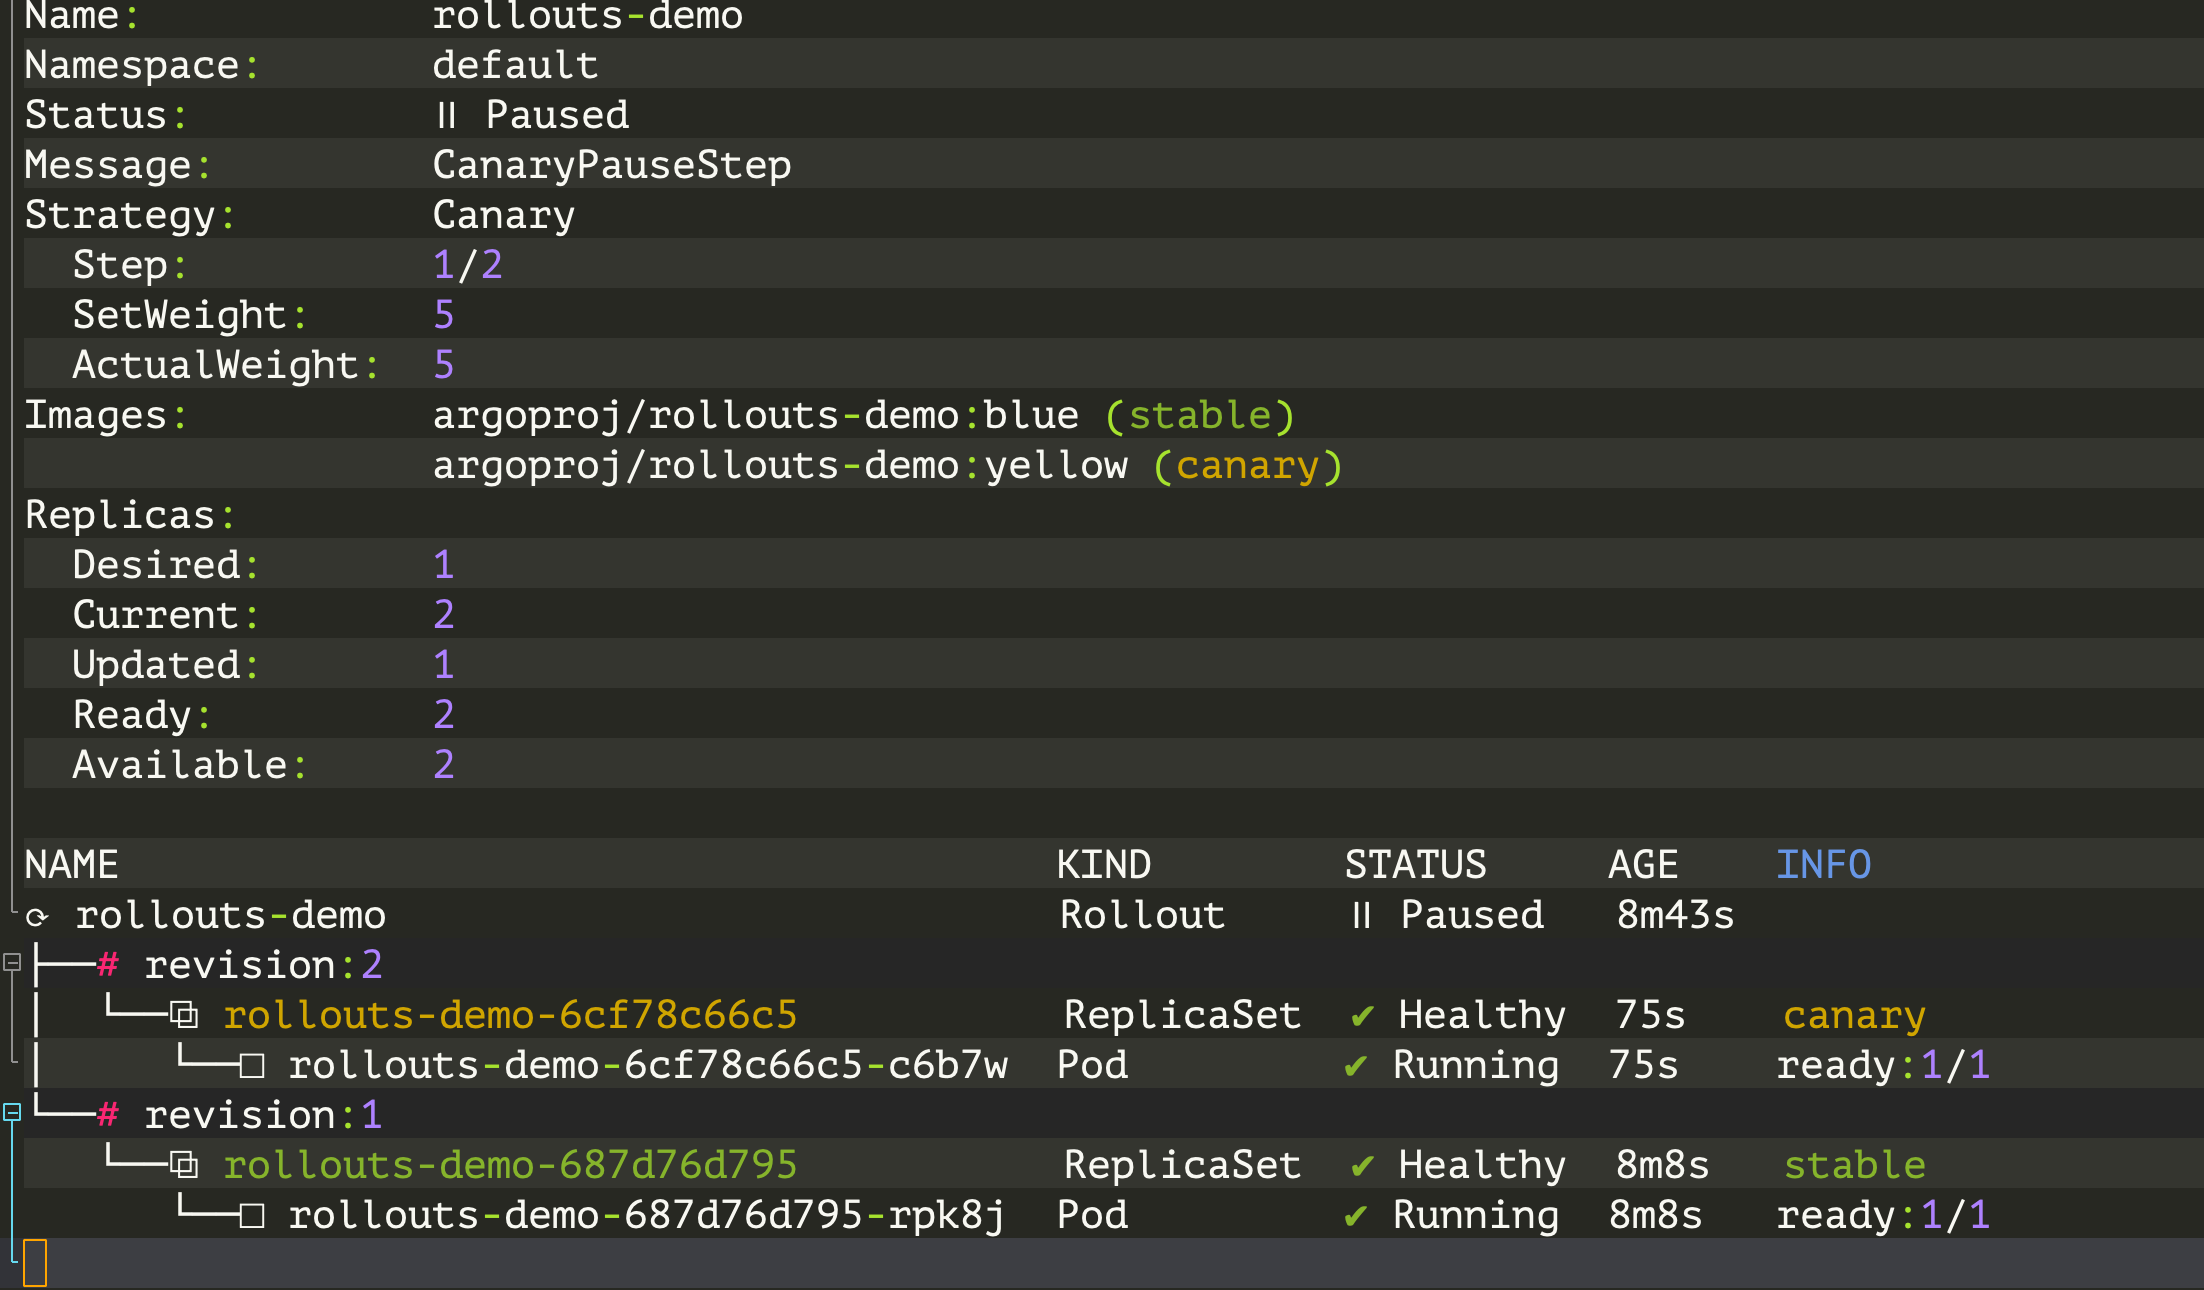 Name:            rollouts-demo
Namespace:       default
Status:          ॥ Paused
Message:         CanaryPauseStep
Strategy:        Canary
  Step:          1/2
  SetWeight:     5
  ActualWeight:  5
Images:          argoproj/rollouts-demo:blue (stable)
                 argoproj/rollouts-demo:yellow (canary)
Replicas:
  Desired:       1
  Current:       2
  Updated:       1
  Ready:         2
  Available:     2

NAME                                       KIND        STATUS     AGE    INFO
⟳ rollouts-demo                            Rollout     ॥ Paused   8m43s
├──# revision:2
│  └──⧉ rollouts-demo-6cf78c66c5           ReplicaSet  ✔ Healthy  75s    canary
│     └──□ rollouts-demo-6cf78c66c5-c6b7w  Pod         ✔ Running  75s    ready:1/1
└──# revision:1
   └──⧉ rollouts-demo-687d76d795           ReplicaSet  ✔ Healthy  8m8s   stable
      └──□ rollouts-demo-687d76d795-rpk8j  Pod         ✔ Running  8m8s   ready:1/1